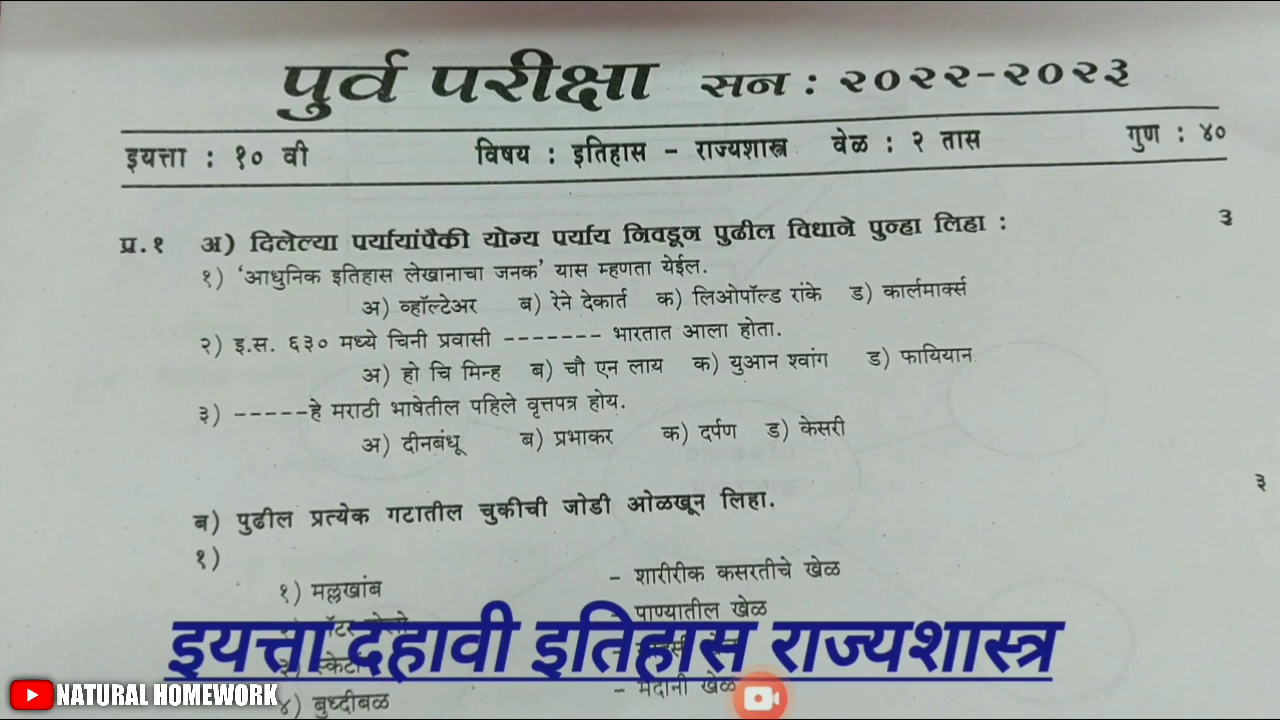 पुर्व परीक्षा सन : २०२२-२०२३
इयत्ता : १० वी विषय : इतिहास - राज्यशास्त्र वेळ : २ तास गुण : ४०
प्र.१ अ) दिलेल्या पर्यायांपैकी योग्य पर्याय निवडून पुढील विधाने पुन्हा लिहा : ३
१) 'आधुनिक इतिहास लेखानाचा जनक' यास म्हणता येईल.
अ) व्हॉल्टेअर ब) रेने देकार्त क) लिओपॉल्ड रांके ड) कार्लमार्क्स
२) इ.स. ६३० मध्ये चिनी प्रवासी ------- भारतात आला होता.
अ) हो चि मिन्ह ब) चौ एन लाय क) युआन श्वांग ड) फायियान
३) -----हे मराठी भाषेतील पहिले वृत्तपत्र होय.
अ) दीनबंधू ब) प्रभाकर क) दर्पण ड) केसरी
ब) पुढील प्रत्येक गटातील चुकीची जोडी ओळखून लिहा. ३
१)
१) मल्लखांब - शारीरीक कसरतीचे खेळ
पाण्यातील खेळ
इयत्ता दहावी इतिहास राज्यशास्त्र
४) बुध्दीबळ - मैदानी खेळ
NATURAL HOMEWORK